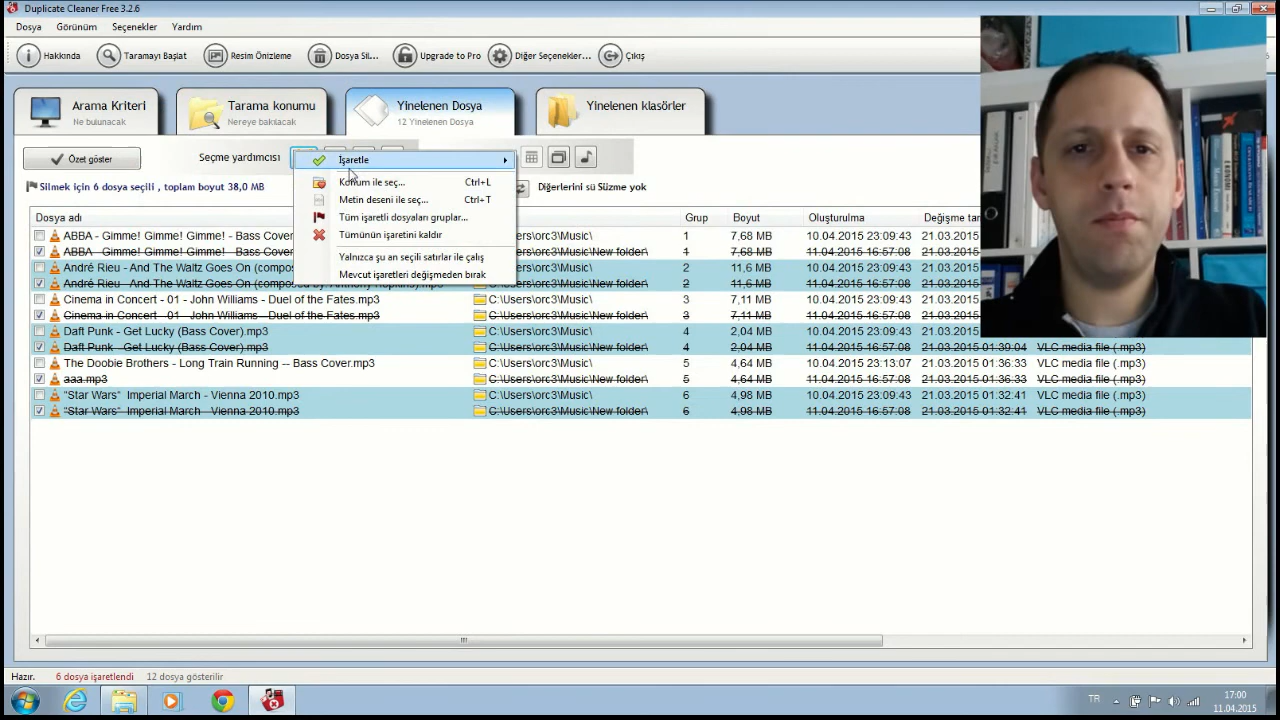 Duplicate Cleaner Free 3.2.6
Dosya Görünüm Seçenekler Yardım
Hakkında Taramayı Başlat Resim Önizleme Dosya Sil... Upgrade to Pro Diğer Seçenekler... Çıkış
Arama Kriteri
Ne bulunacak
Tarama konumu
Nereye bakılacak
Yinelenen Dosya
12 Yinelenen Dosya
Yinelenen klasörler
Özet göster Seçme yardımcısı
İşaretle
Konum ile seç... Ctrl+L
Metin deseni ile seç... Ctrl+T
Tüm işaretli dosyaları gruplar...
Tümünün işaretini kaldır
Yalnızca şu an seçili satırlar ile çalış
Mevcut işaretleri değişmeden bırak
Silmek için 6 dosya seçili , toplam boyut 38,0 MB Diğerlerini sü Süzme yok
Dosya adı Grup Boyut Oluşturulma Değişme tar
ABBA - Gimme! Gimme! Gimme! - Bass Cover C:\Users\orc3\Music\ 1 7,68 MB 10.04.2015 23:09:43 21.03.2015
ABBA - Gimme! Gimme! Gimme! - Bass Cover C:\Users\orc3\Music\New folder\ 1 7,68 MB 11.04.2015 16:57:08 21.03.2015
André Rieu - And The Waltz Goes On (compos C:\Users\orc3\Music\ 2 11,6 MB 10.04.2015 23:09:43 21.03.2015
André Rieu - And The Waltz Goes On (composed by: Anthony Hopkins).mp3 C:\Users\orc3\Music\New folder\ 2 11,6 MB 11.04.2015 16:57:08 21.03.2015
Cinema in Concert - 01 - John Williams - Duel of the Fates.mp3 C:\Users\orc3\Music\ 3 7,11 MB 10.04.2015 23:09:43 21.03.2015
Cinema in Concert - 01 - John Williams - Duel of the Fates.mp3 C:\Users\orc3\Music\New folder\ 3 7,11 MB 11.04.2015 16:57:08 21.03.2015
Daft Punk - Get Lucky (Bass Cover).mp3 C:\Users\orc3\Music\ 4 2,04 MB 10.04.2015 23:09:43 21.03.2015
Daft Punk - Get Lucky (Bass Cover).mp3 C:\Users\orc3\Music\New folder\ 4 2,04 MB 11.04.2015 16:57:08 21.03.2015 01:39:04 VLC media file (.mp3)
The Doobie Brothers - Long Train Running -- Bass Cover.mp3 C:\Users\orc3\Music\ 5 4,64 MB 10.04.2015 23:13:07 21.03.2015 01:36:33 VLC media file (.mp3)
aaa.mp3 C:\Users\orc3\Music\New folder\ 5 4,64 MB 11.04.2015 16:57:08 21.03.2015 01:36:33 VLC media file (.mp3)
"Star Wars" Imperial March - Vienna 2010.mp3 C:\Users\orc3\Music\ 6 4,98 MB 10.04.2015 23:09:43 21.03.2015 01:32:41 VLC media file (.mp3)
"Star Wars" Imperial March - Vienna 2010.mp3 C:\Users\orc3\Music\New folder\ 6 4,98 MB 11.04.2015 16:57:08 21.03.2015 01:32:41 VLC media file (.mp3)
Hazır. 6 dosya işaretlendi 12 dosya gösterilir
TR 17:00
11.04.2015